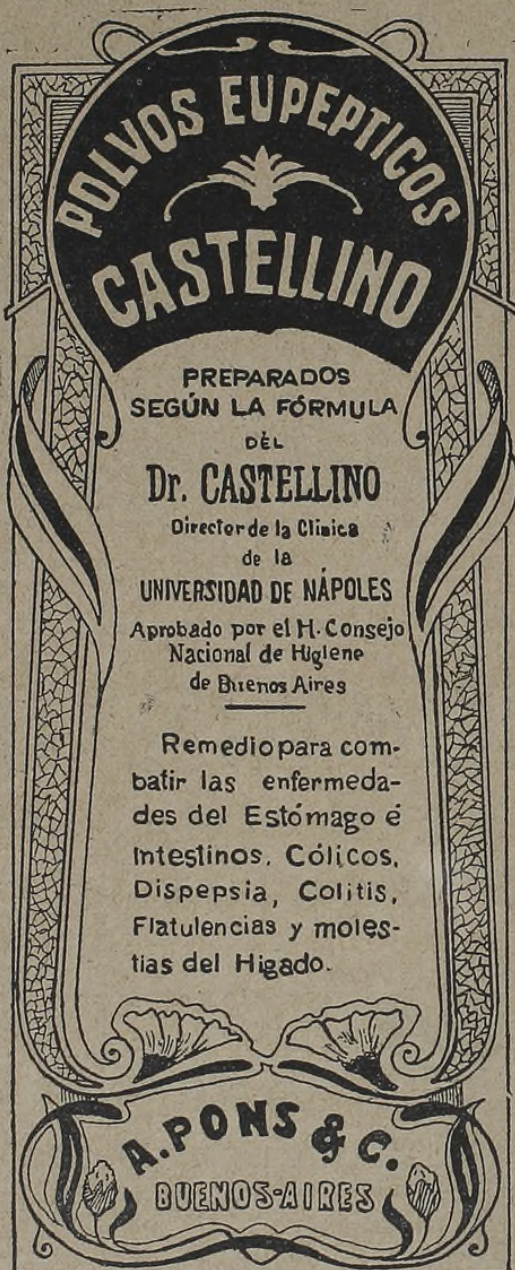 POLVOS EUPEPTICOS
CASTELLINO
PREPARADOS
SEGÚN LA FÓRMULA
DEL
Dr. CASTELLINO
Director de la Clinica
de la
UNIVERSIDAD DE NÁPOLES
Aprobado por el H. Consejo
Nacional de Higiene
de Buenos Aires
Remedio para com-
batir las enfermeda-
des del Estómago é
Intestinos, Cólicos,
Dispepsia, Colitis,
Flatulencias y moles-
tias del Higado.
A. PONS & C.
BUENOS-AIRES